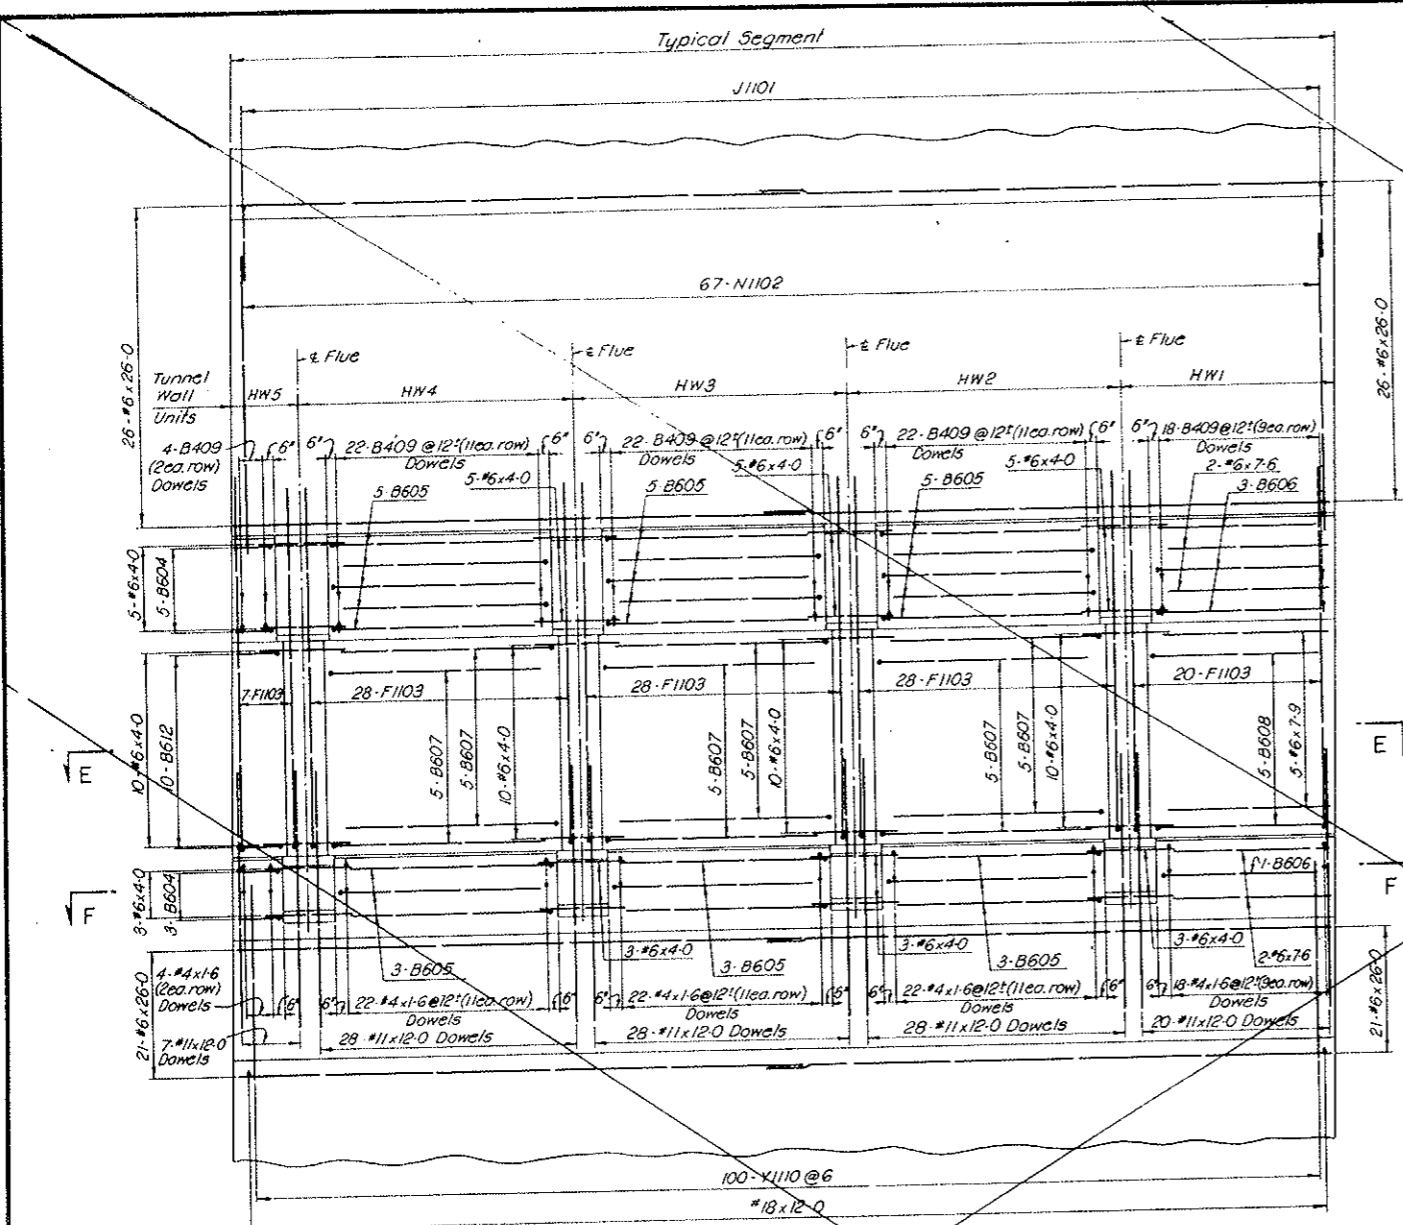 Typical Segment
J1101
67-N1102
26-#6x26-0
26-#6x26-0
℄ Flue
℄ Flue
℄ Flue
℄ Flue
Tunnel
Wall
Units
HW5
HW4
HW3
HW2
HW1
4-B409
(2ea.row)
Dowels
6"
6"
22-B409 @12"±(11ea.row)
Dowels
6"
6"
22-B409 @12"±(11ea.row)
Dowels
6"
6"
22-B409 @12"±(11ea.row)
Dowels
6"
6"
18-B409@12"±(9ea.row)
Dowels
5-B605
5-#6x4-0
5-B605
5-#6x4-0
5-B605
5-#6x4-0
2-#6x7-6
3-B606
5-#6x4-0
5-B604
7-F1103
28-F1103
28-F1103
28-F1103
20-F1103
10-#6x4-0
10-B612
5-B607
5-B607
10-#6x4-0
5-B607
5-B607
10-#6x4-0
5-B607
5-B607
10-#6x4-0
5-B608
5-#6x7-9
E
E
F
F
3-#6x4-0
3-B604
1-B606
3-B605
3-#6x4-0
3-B605
3-#6x4-0
3-B605
3-#6x4-0
2-#6x7-6
21-#6x26-0
21-#6x26-0
4-#4x1-6
(2ea.row)
Dowels
6"
6"
22-#4x1-6@12"±(11ea.row)
Dowels
6"
6"
22-#4x1-6@12"±(11ea.row)
Dowels
6"
6"
22-#4x1-6@12"±(11ea.row)
Dowels
6"
6"
18-#4x1-6@12"±(9ea.row)
Dowels
7-#11x12-0
Dowels
28-#11x12-0 Dowels
28-#11x12-0 Dowels
28-#11x12-0 Dowels
20-#11x12-0 Dowels
100-Y1110 @6
#18x12-0